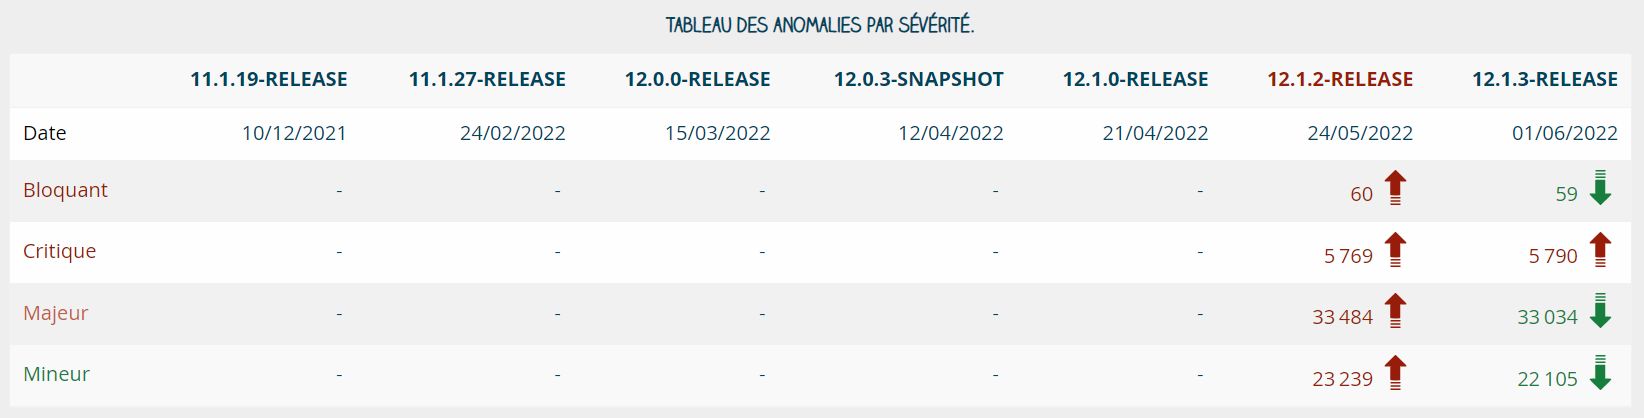 TABLEAU DES ANOMALIES PAR SÉVÉRITÉ.
11.1.19-RELEASE 11.1.27-RELEASE 12.0.0-RELEASE 12.0.3-SNAPSHOT 12.1.0-RELEASE 12.1.2-RELEASE 12.1.3-RELEASE
Date 10/12/2021 24/02/2022 15/03/2022 12/04/2022 21/04/2022 24/05/2022 01/06/2022
Bloquant - - - - - 60 59
Critique - - - - - 5 769 5 790
Majeur - - - - - 33 484 33 034
Mineur - - - - - 23 239 22 105